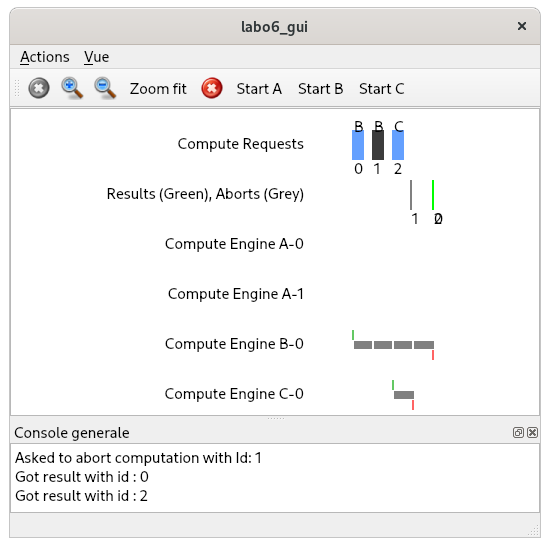 labo6_gui
Actions Vue
Zoom fit Start A Start B Start C
B B C
Compute Requests
0 1 2
Results (Green), Aborts (Grey)
1 0 2
Compute Engine A-0
Compute Engine A-1
Compute Engine B-0
Compute Engine C-0
Console generale
Asked to abort computation with Id: 1
Got result with id : 0
Got result with id : 2